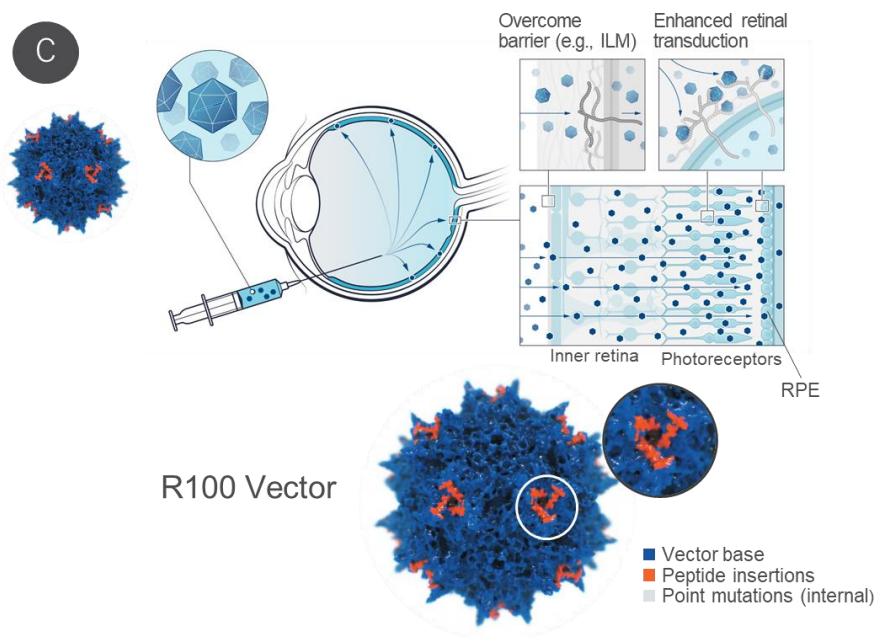 C
Overcome
barrier (e.g., ILM)
Enhanced retinal
transduction
Inner retina
Photoreceptors
RPE
R100 Vector
Vector base
Peptide insertions
Point mutations (internal)